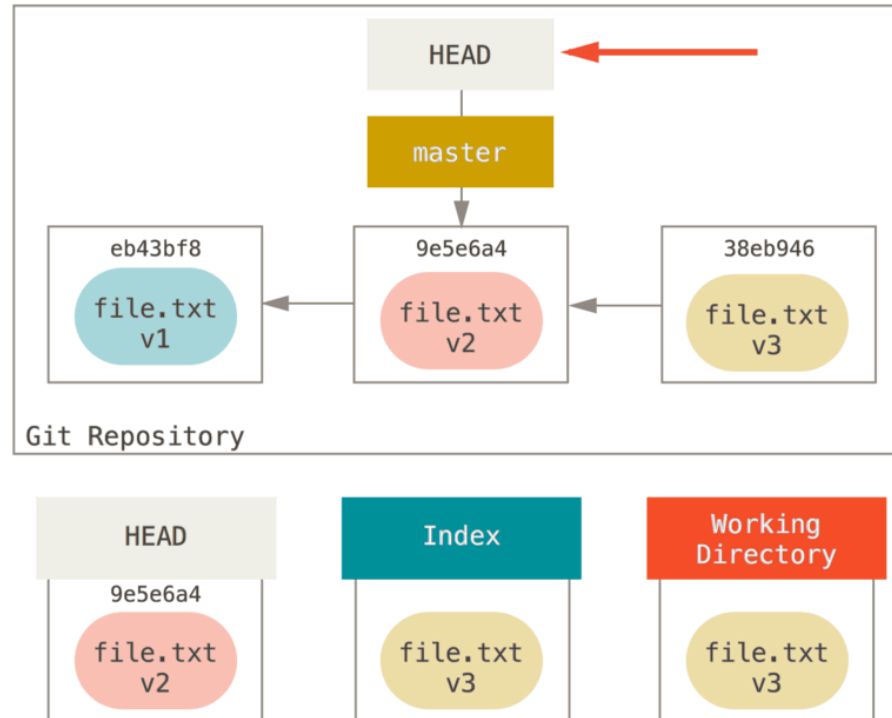 HEAD
master
eb43bf8
file.txt
v1
9e5e6a4
file.txt
v2
38eb946
file.txt
v3
Git Repository
HEAD
9e5e6a4
file.txt
v2
Index
file.txt
v3
Working
Directory
file.txt
v3